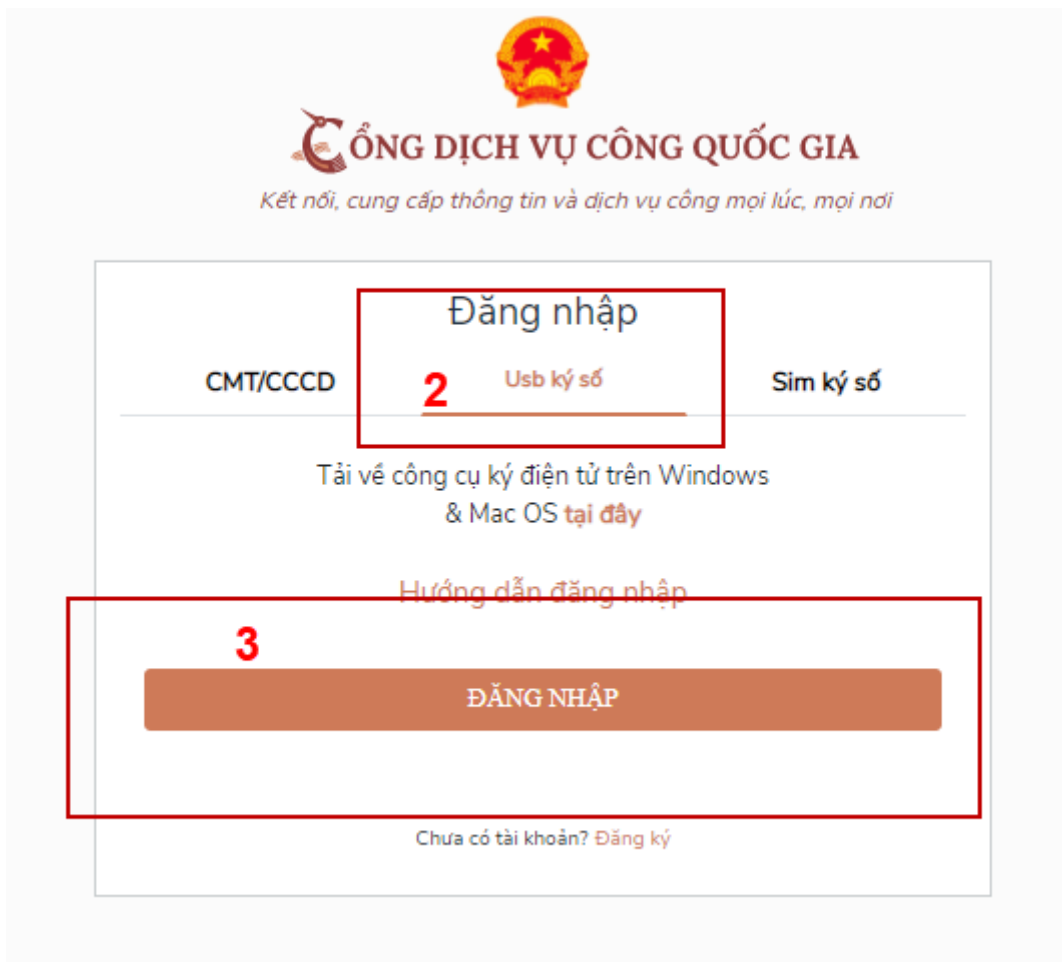 CỔNG DỊCH VỤ CÔNG QUỐC GIA
Kết nối, cung cấp thông tin và dịch vụ công mọi lúc, mọi nơi
Đăng nhập
CMT/CCCD
2
Usb ký số
Sim ký số
Tải về công cụ ký điện tử trên Windows
& Mac OS tại đây
Hướng dẫn đăng nhập
3
ĐĂNG NHẬP
Chưa có tài khoản? Đăng ký